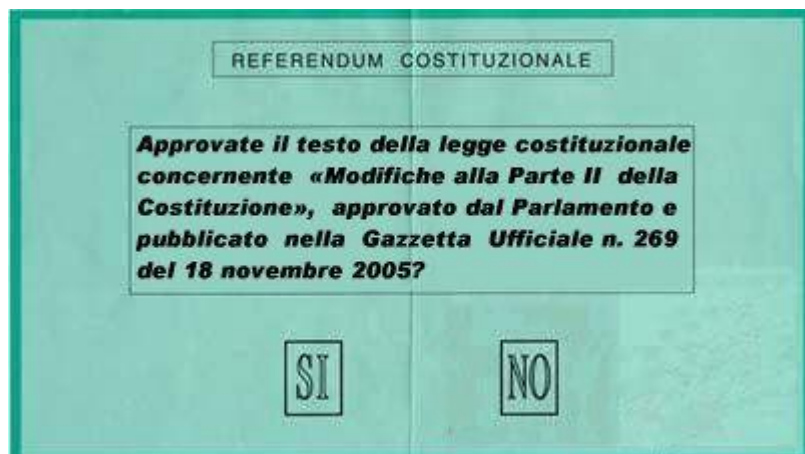 REFERENDUM COSTITUZIONALE
Approvate il testo della legge costituzionale
concernente «Modifiche alla Parte II della
Costituzione», approvato dal Parlamento e
pubblicato nella Gazzetta Ufficiale n. 269
del 18 novembre 2005?
SI NO